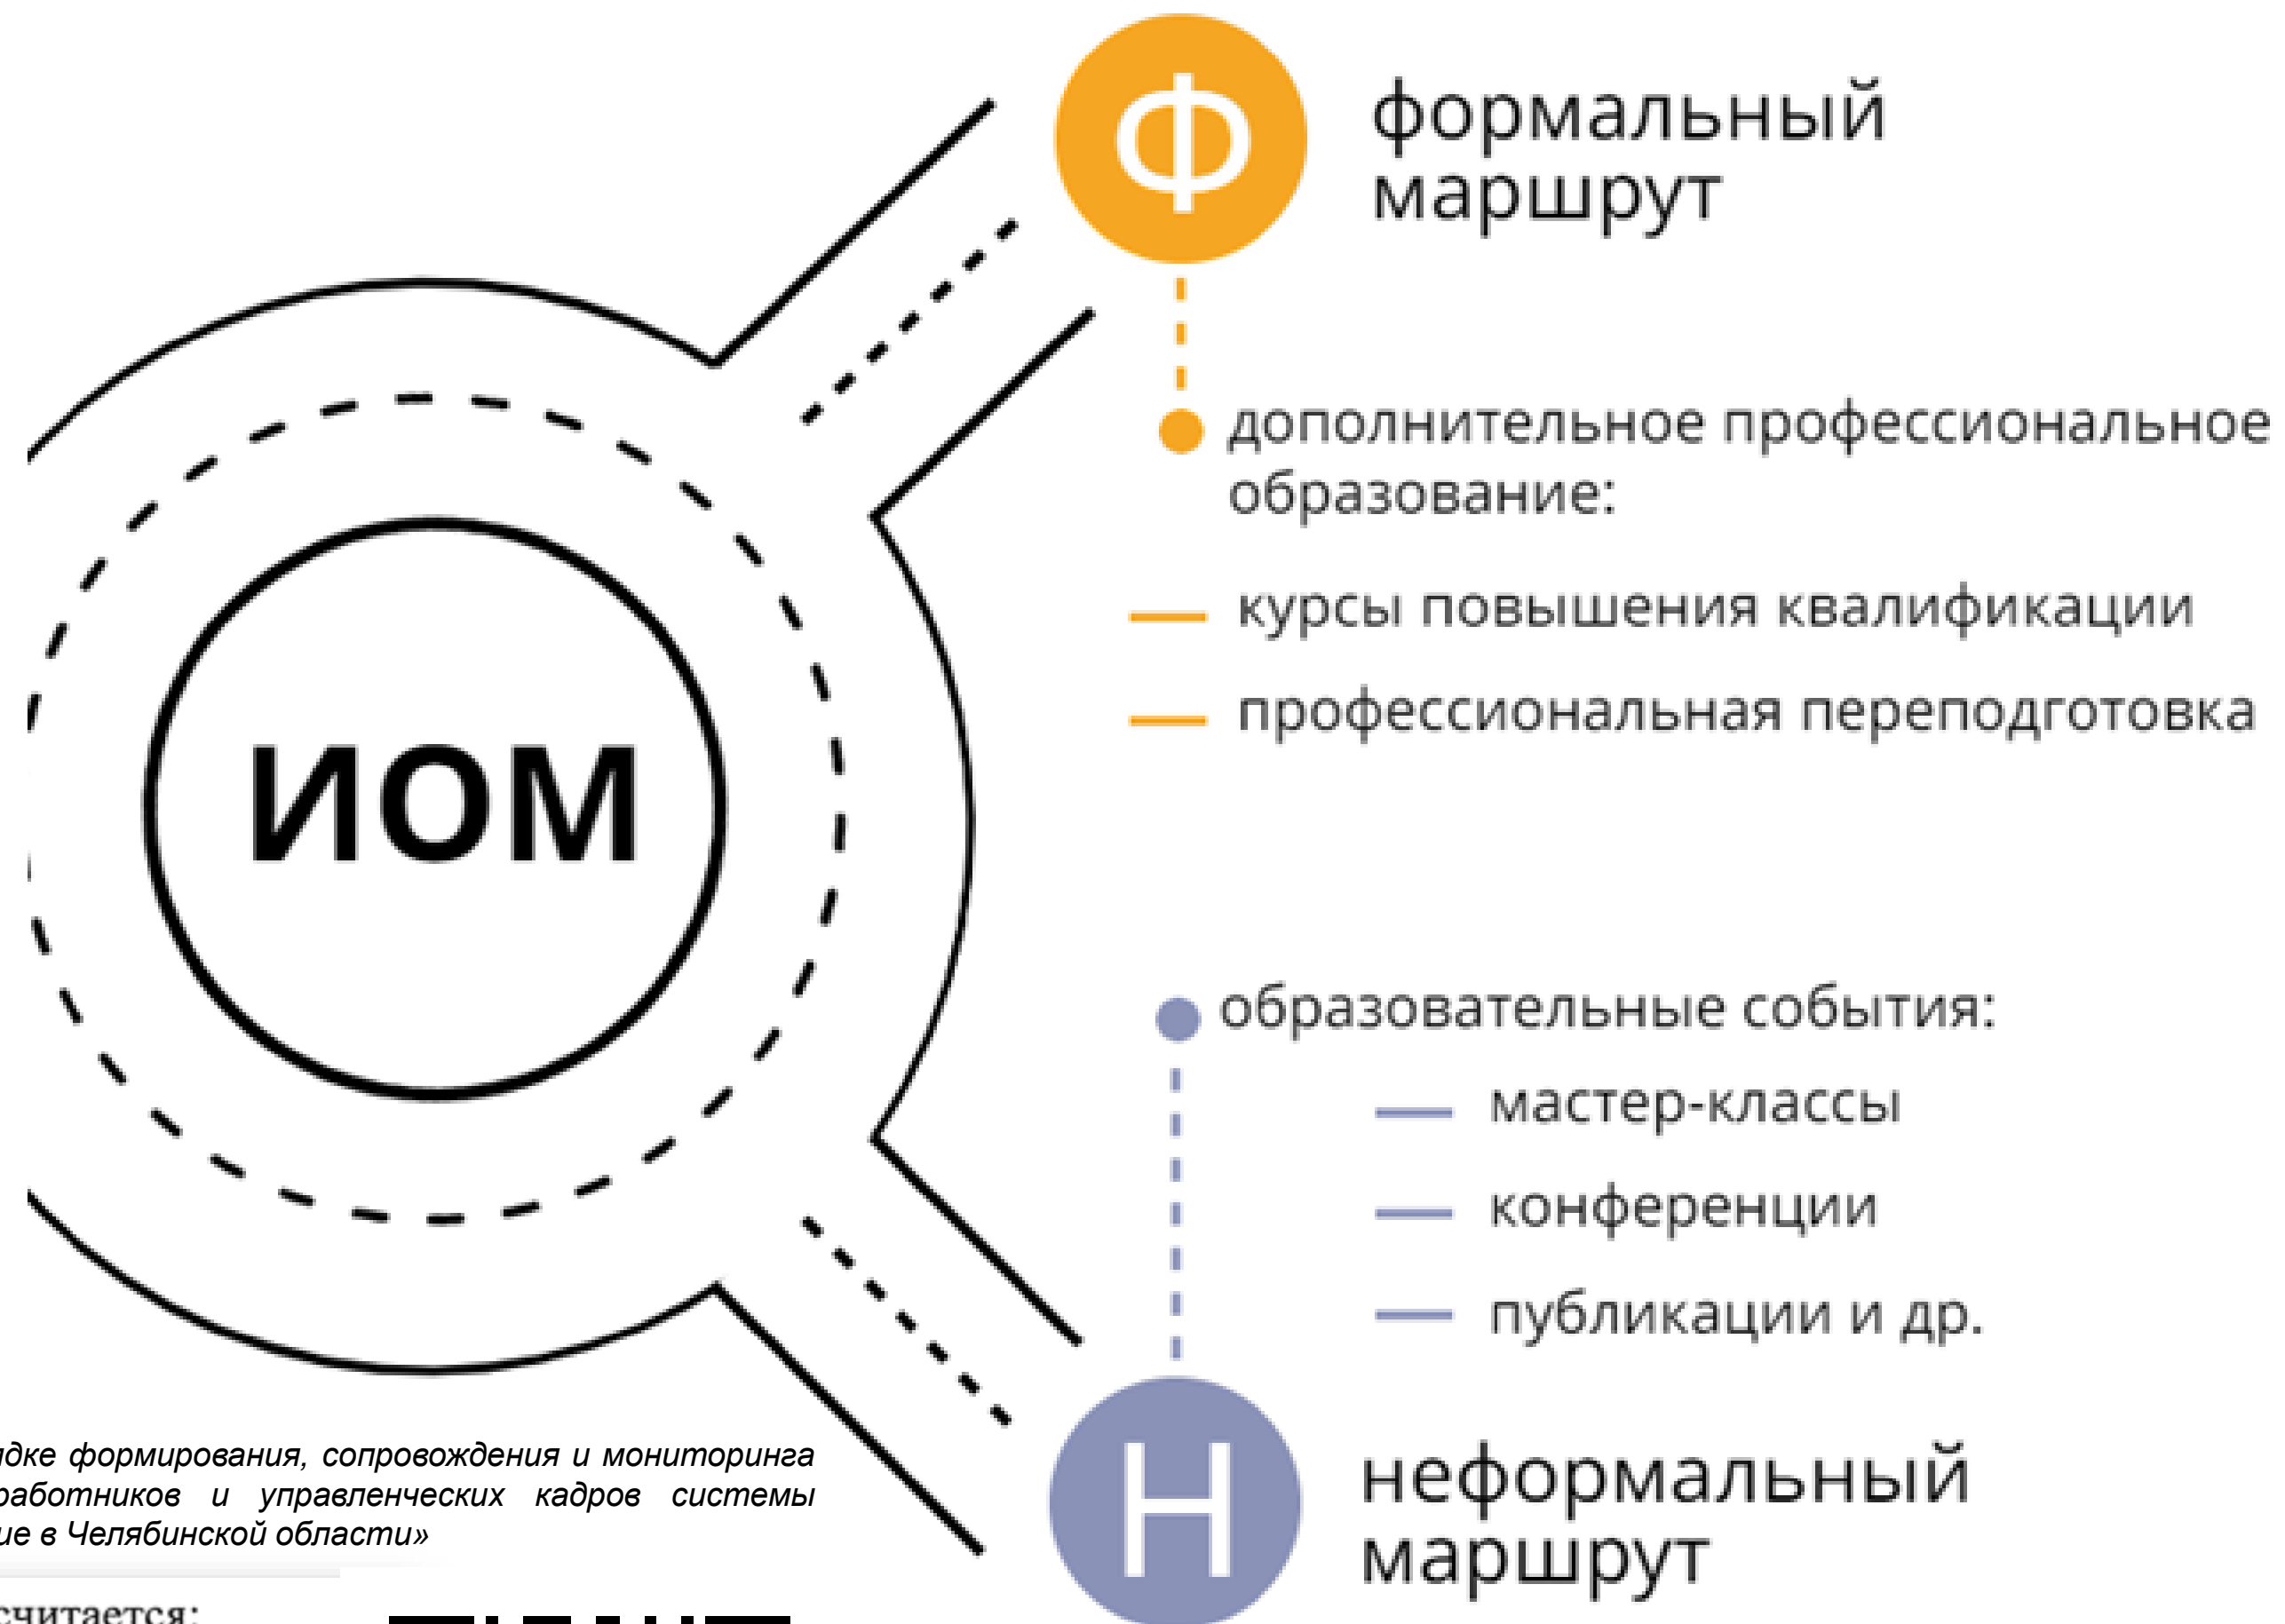 Ф
формальный
маршрут
дополнительное профессиональное
образование:
— курсы повышения квалификации
— профессиональная переподготовка
ИОМ
образовательные события:
— мастер-классы
— конференции
— публикации и др.
Н
неформальный
маршрут
формирования, сопровождения и мониторинга
работников и управленческих кадров системы
в Челябинской области»
считается: